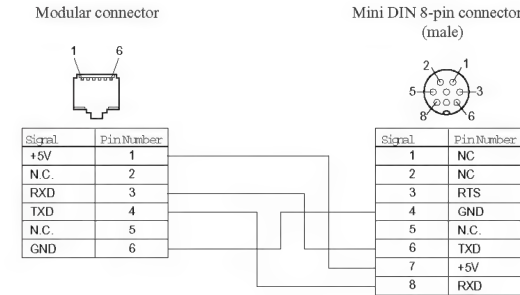 Modular connector
Mini DIN 8-pin connector
(male)
1 6
2 1
5 3
8 6
Signal Pin Number
+5V 1
N.C. 2
RXD 3
TXD 4
N.C. 5
GND 6
Signal Pin Number
1 NC
2 NC
3 RTS
4 GND
5 N.C.
6 TXD
7 +5V
8 RXD